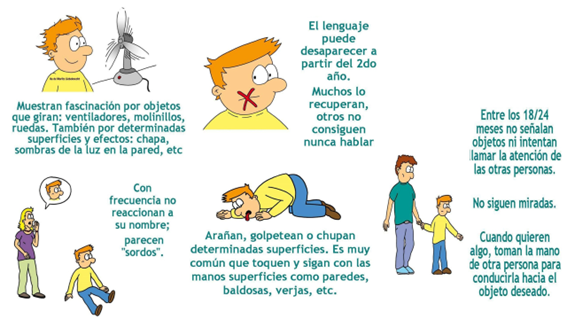 Muestran fascinación por objetos
que giran: ventiladores, molinillos,
ruedas. También por determinadas
superficies y efectos: chapa,
sombras de la luz en la pared, etc
El lenguaje
puede
desaparecer a
partir del 2do
año.
Muchos lo
recuperan,
otros no
consiguen
nunca hablar
Con
frecuencia no
reaccionan a
su nombre;
parecen
"sordos".
Arañan, golpetean o chupan
determinadas superficies. Es muy
común que toquen y sigan con las
manos superficies como paredes,
baldosas, verjas, etc.
Entre los 18/24
meses no señalan
objetos ni intentan
llamar la atención de
las otras personas.
No siguen miradas.
Cuando quieren
algo, toman la mano
de otra persona para
conducirla hacia el
objeto deseado.